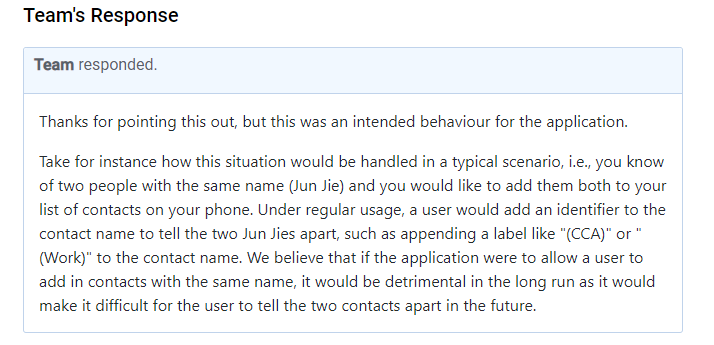 Team's Response
Team responded.
Thanks for pointing this out, but this was an intended behaviour for the application.
Take for instance how this situation would be handled in a typical scenario, i.e., you know
of two people with the same name (Jun Jie) and you would like to add them both to your
list of contacts on your phone. Under regular usage, a user would add an identifier to the
contact name to tell the two Jun Jies apart, such as appending a label like "(CCA)" or "
(Work)" to the contact name. We believe that if the application were to allow a user to
add in contacts with the same name, it would be detrimental in the long run as it would
make it difficult for the user to tell the two contacts apart in the future.